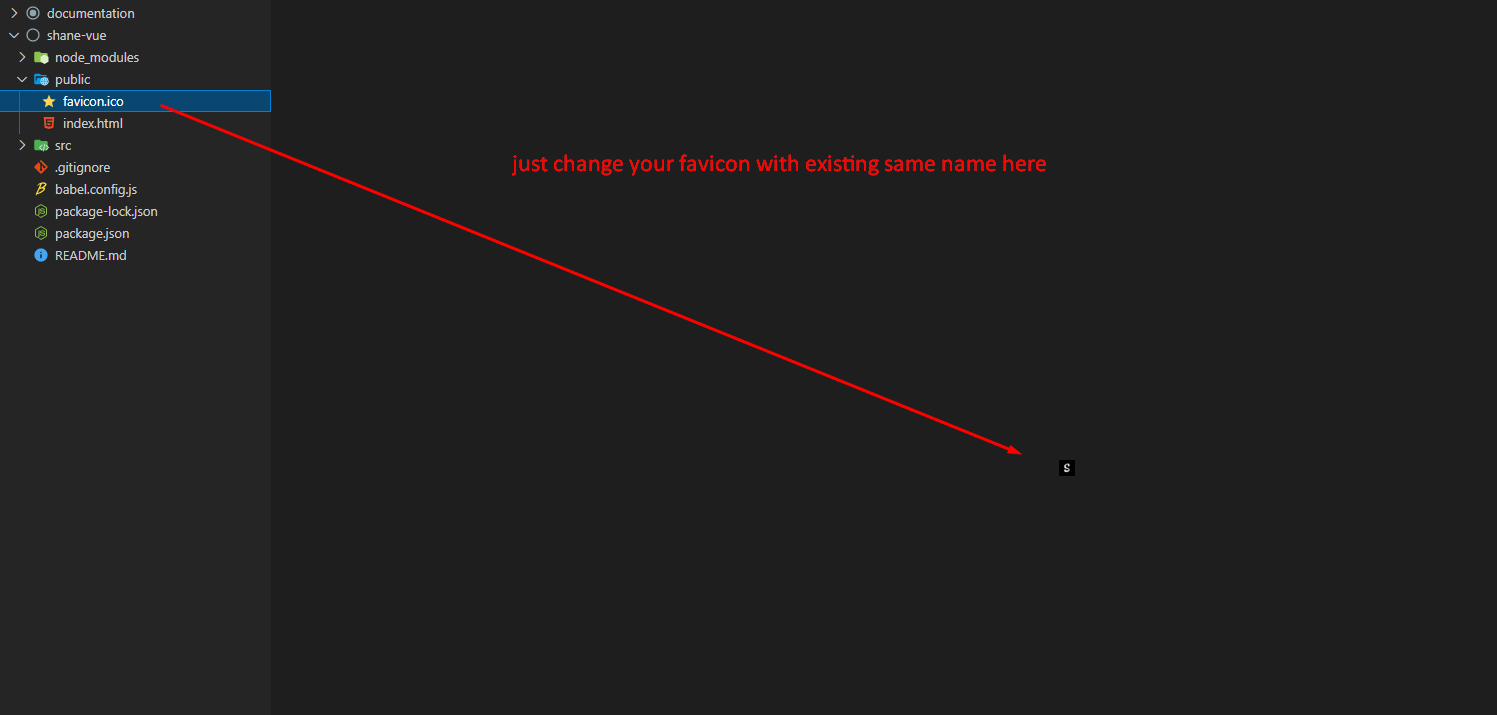 documentation
shane-vue
node_modules
public
favicon.ico
index.html
src
.gitignore
babel.config.js
package-lock.json
package.json
README.md
just change your favicon with existing same name here
S